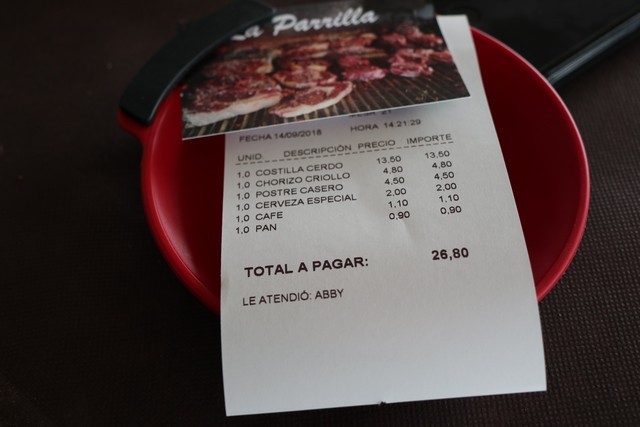 La Parrilla
FECHA 14/09/2018 HORA 14:21:29
UNID. DESCRIPCIÓN PRECIO IMPORTE
1,0 COSTILLA CERDO 13,50 13,50
1,0 CHORIZO CRIOLLO 4,80 4,80
1,0 POSTRE CASERO 4,50 4,50
1,0 CERVEZA ESPECIAL 2,00 2,00
1,0 CAFE 1,10 1,10
1,0 PAN 0,90 0,90
TOTAL A PAGAR: 26,80
LE ATENDIÓ: ABBY